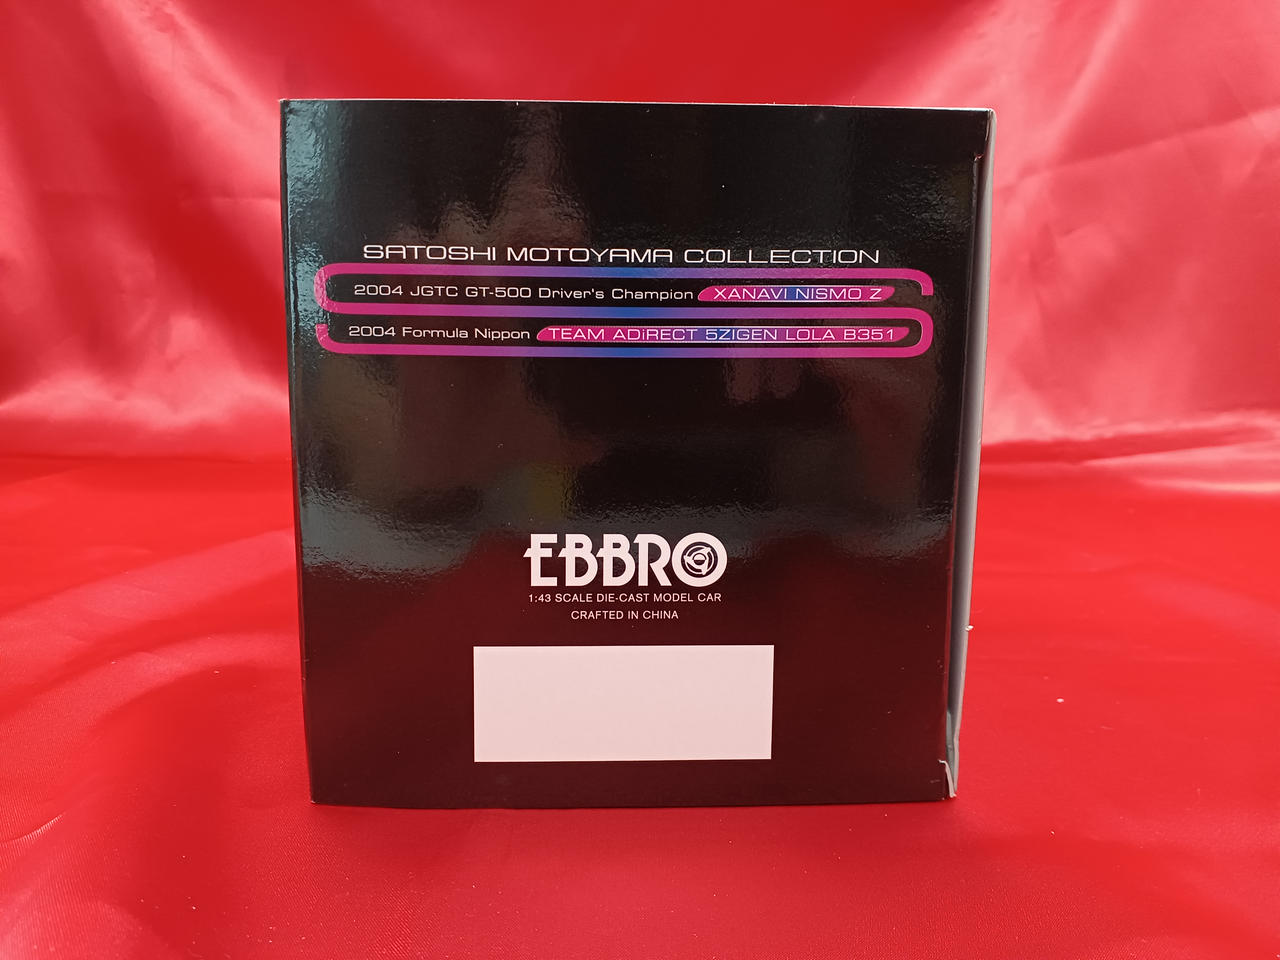 SATOSHI MOTOYAMA COLLECTION
2004 JGTC GT-500 Driver's Champion XANAVI NISMO Z
2004 Formula Nippon TEAM ADiRECT 5ZIGEN LOLA B351
EBBRO
1:43 SCALE DIE-CAST MODEL CAR
CRAFTED IN CHINA